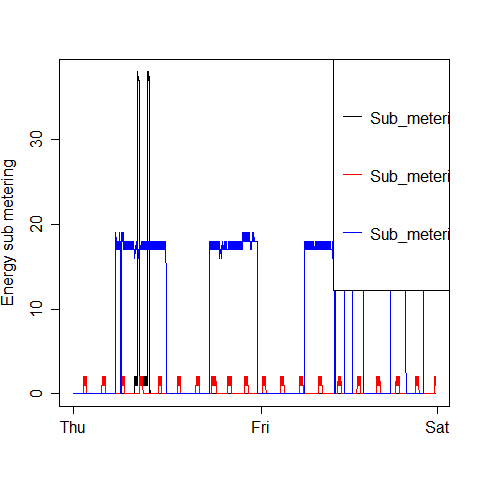 Energy sub metering
30
20
10
0
Sub_meteri
Sub_meteri
Sub_meteri
Thu Fri Sat